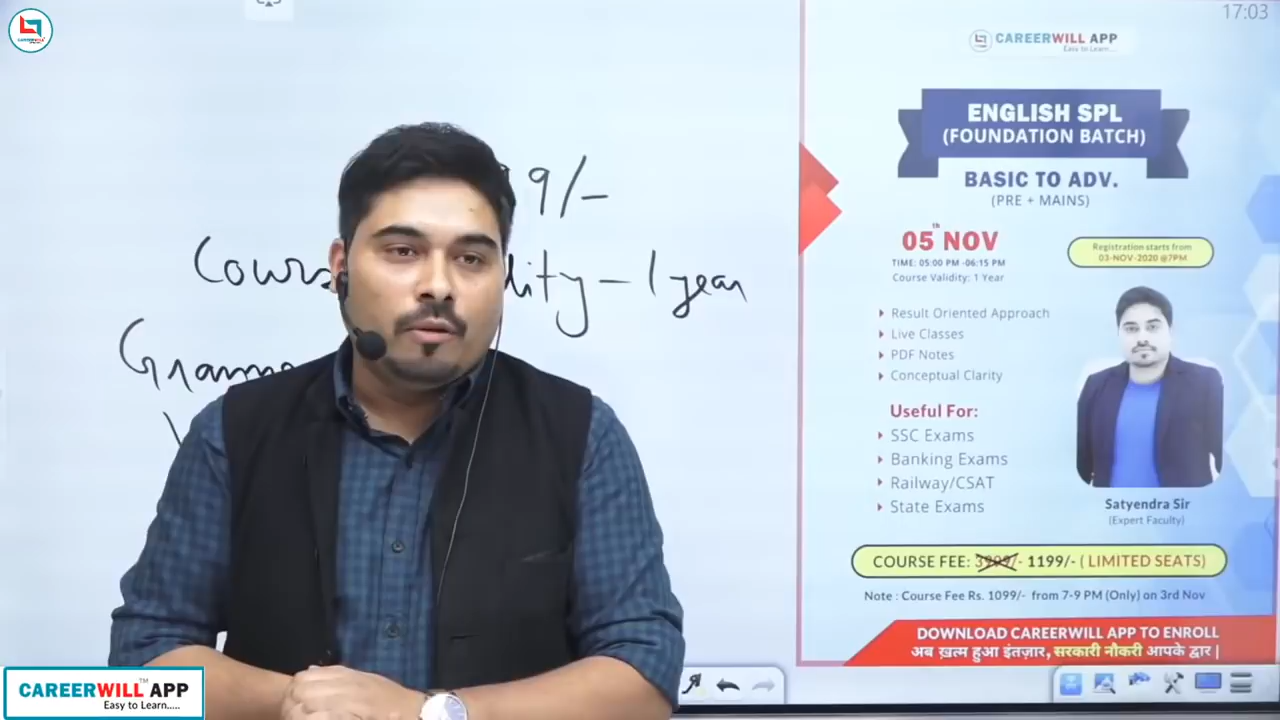 CAREERWILL
17:03
CAREERWILL APP
Easy to Learn....
ENGLISH SPL
(FOUNDATION BATCH)
BASIC TO ADV.
(PRE + MAINS)
05th NOV
TIME: 05:00 PM -06:15 PM
Course Validity: 1 Year
Registration starts from
03-NOV-2020 @7PM
Result Oriented Approach
Live Classes
PDF Notes
Conceptual Clarity
Useful For:
SSC Exams
Banking Exams
Railway/CSAT
State Exams
Satyendra Sir
(Expert Faculty)
COURSE FEE: 3999/- 1199/- ( LIMITED SEATS)
Note : Course Fee Rs. 1099/- from 7-9 PM (Only) on 3rd Nov
DOWNLOAD CAREERWILL APP TO ENROLL
अब ख़त्म हुआ इंतज़ार, सरकारी नौकरी आपके द्वार |
99/-
Cours lity - 1 year
Gramm
CAREERWILL APP
TM
Easy to Learn.....